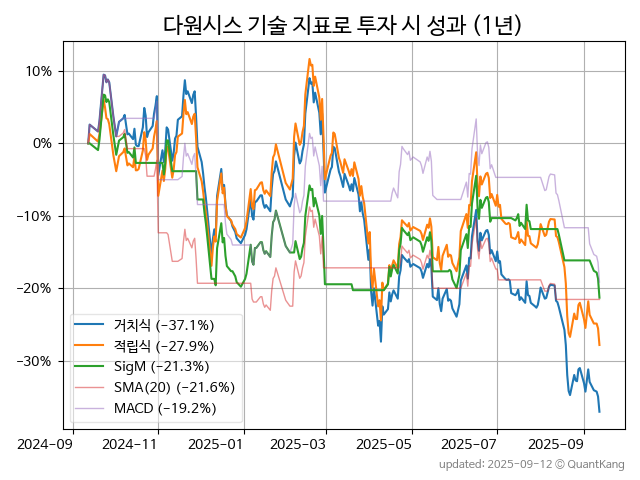 다원시스 기술 지표로 투자 시 성과 (1년)
10%
0%
−10%
−20%
−30%
거치식 (−37.1%)
적립식 (−27.9%)
SigM (−21.3%)
SMA(20) (−21.6%)
MACD (−19.2%)
2024-09 2024-11 2025-01 2025-03 2025-05 2025-07 2025-09
updated: 2025-09-12 © QuantKang